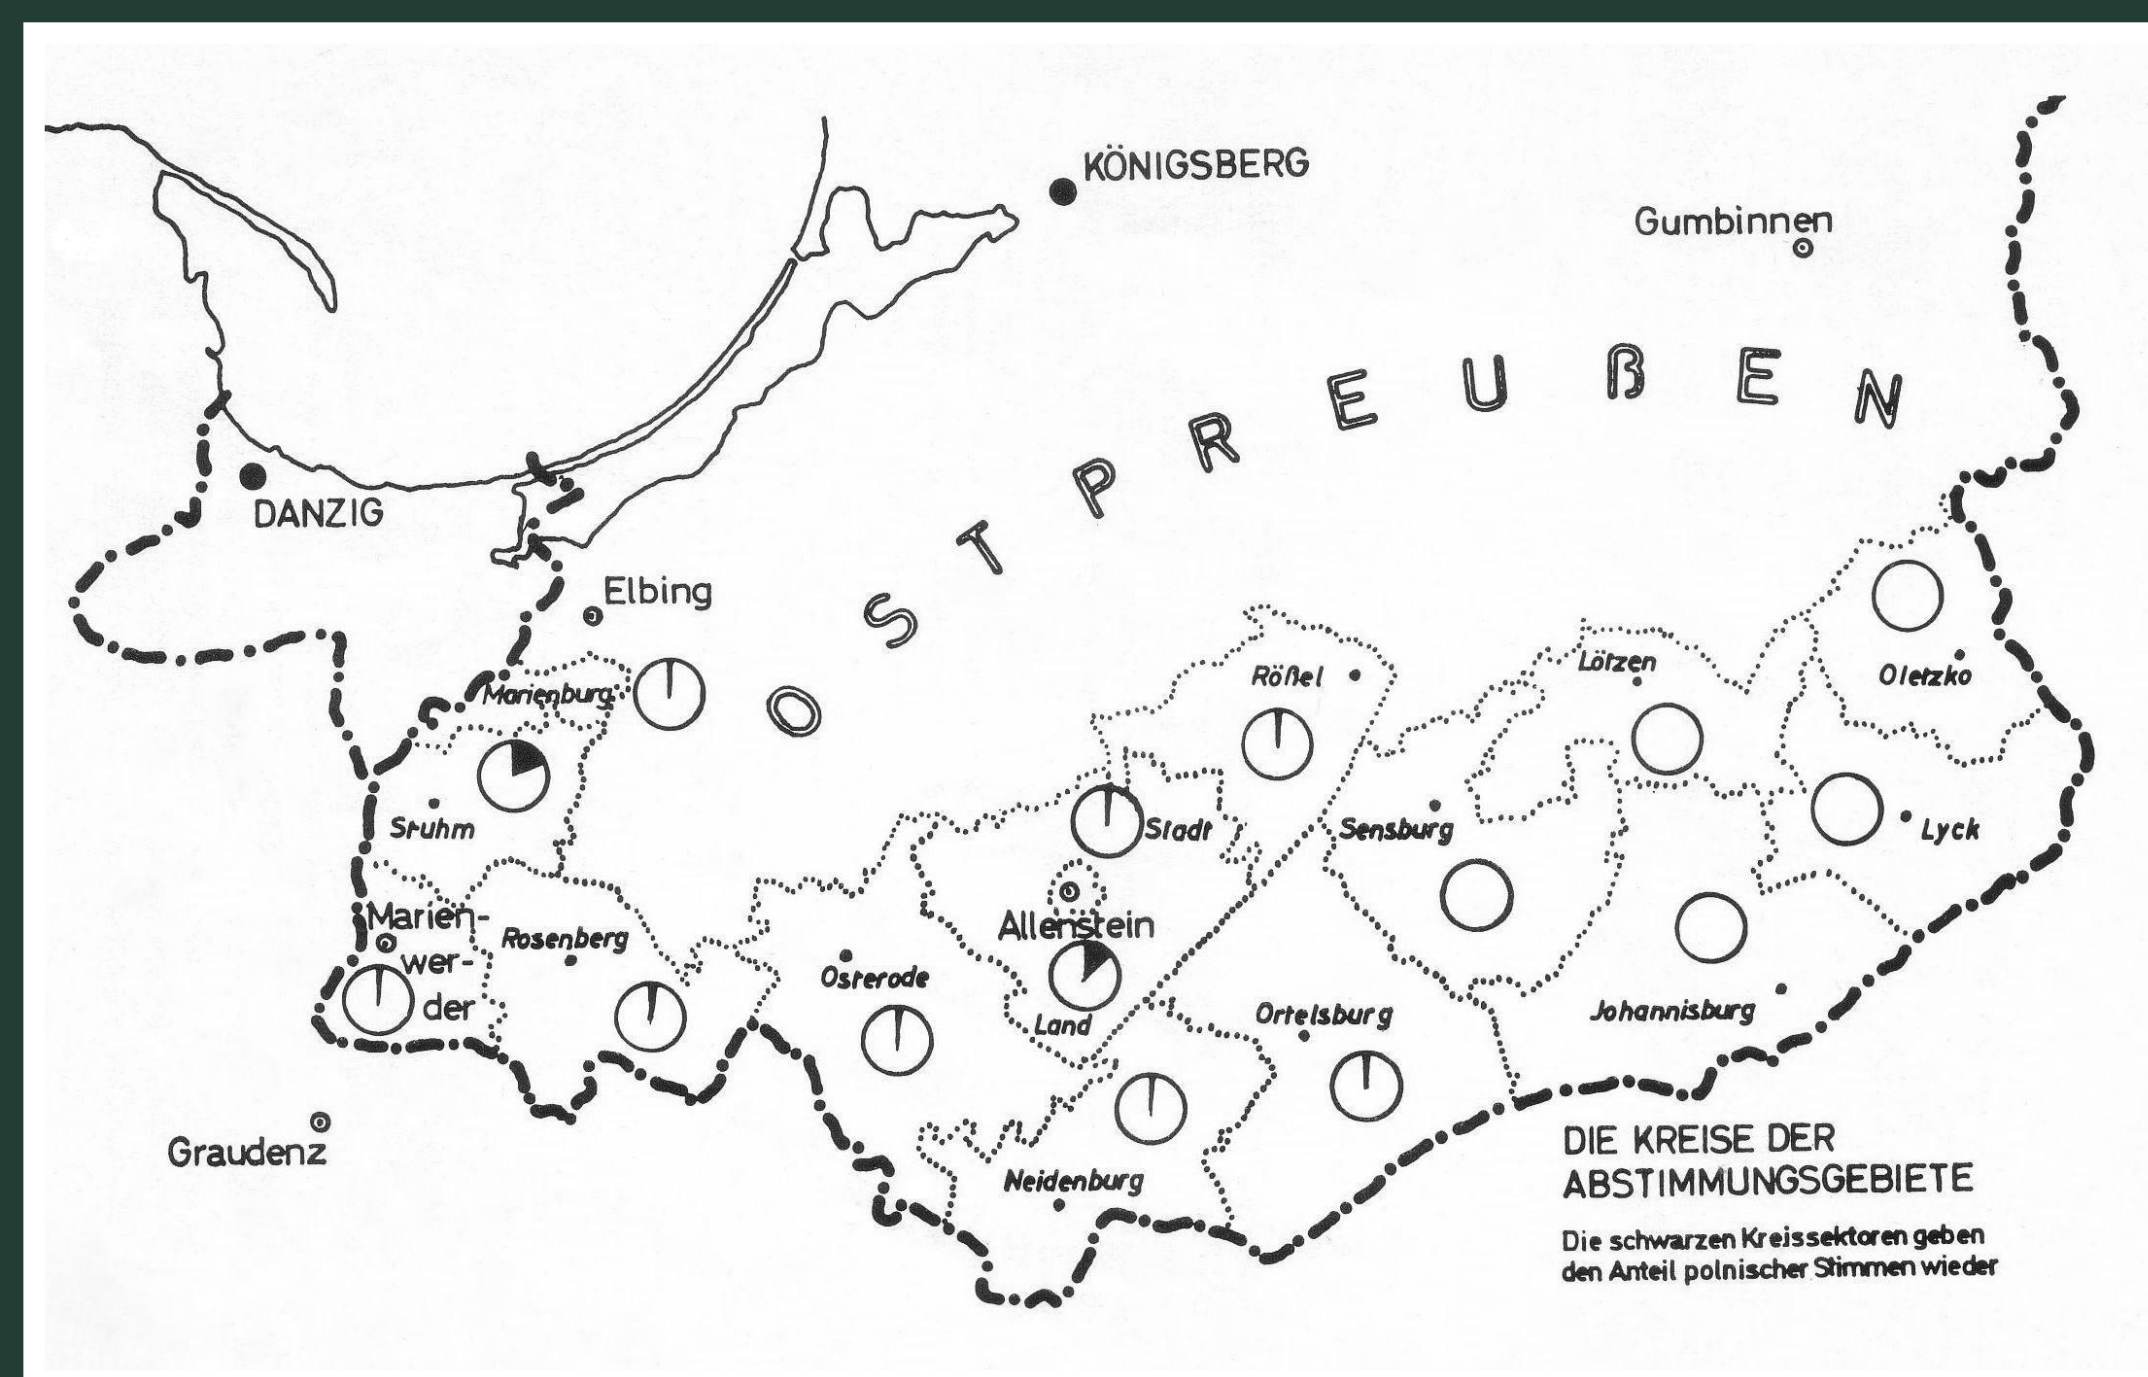 KÖNIGSBERG
Gumbinnen
DANZIG
OSTPREUßEN
Elbing
Marienburg
Rößel
Lötzen
Oletzko
Stuhm
Stadt
Sensburg
Lyck
Marien-
wer-
der
Rosenberg
Allenstein
Osterode
Land
Ortelsburg
Johannisburg
Graudenz
Neidenburg
DIE KREISE DER
ABSTIMMUNGSGEBIETE
Die schwarzen Kreissektoren geben
den Anteil polnischer Stimmen wieder